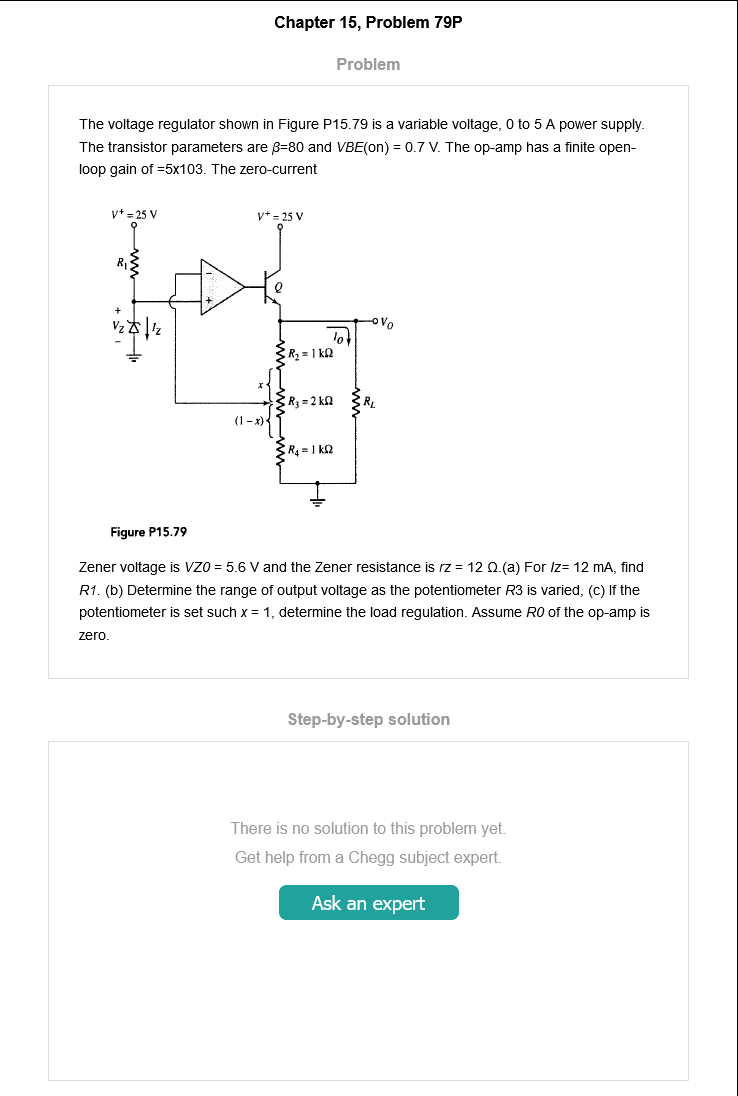 Chapter 15, Problem 79P
Problem
The voltage regulator shown in Figure P15.79 is a variable voltage, 0 to 5 A power supply.
The transistor parameters are β=80 and VBE(on) = 0.7 V. The op-amp has a finite open-
loop gain of =5x103. The zero-current
V⁺ = 25 V
V⁺ = 25 V
R₁
−
Q
+
+
V_Z
I_Z
−
V_O
I_O
R₂ = 1 kΩ
x
R₃ = 2 kΩ
R_L
(1 − x)
R₄ = 1 kΩ
Figure P15.79
Zener voltage is VZ0 = 5.6 V and the Zener resistance is rz = 12 Ω.(a) For Iz= 12 mA, find
R1. (b) Determine the range of output voltage as the potentiometer R3 is varied, (c) If the
potentiometer is set such x = 1, determine the load regulation. Assume R0 of the op-amp is
zero.
Step-by-step solution
There is no solution to this problem yet.
Get help from a Chegg subject expert.
Ask an expert